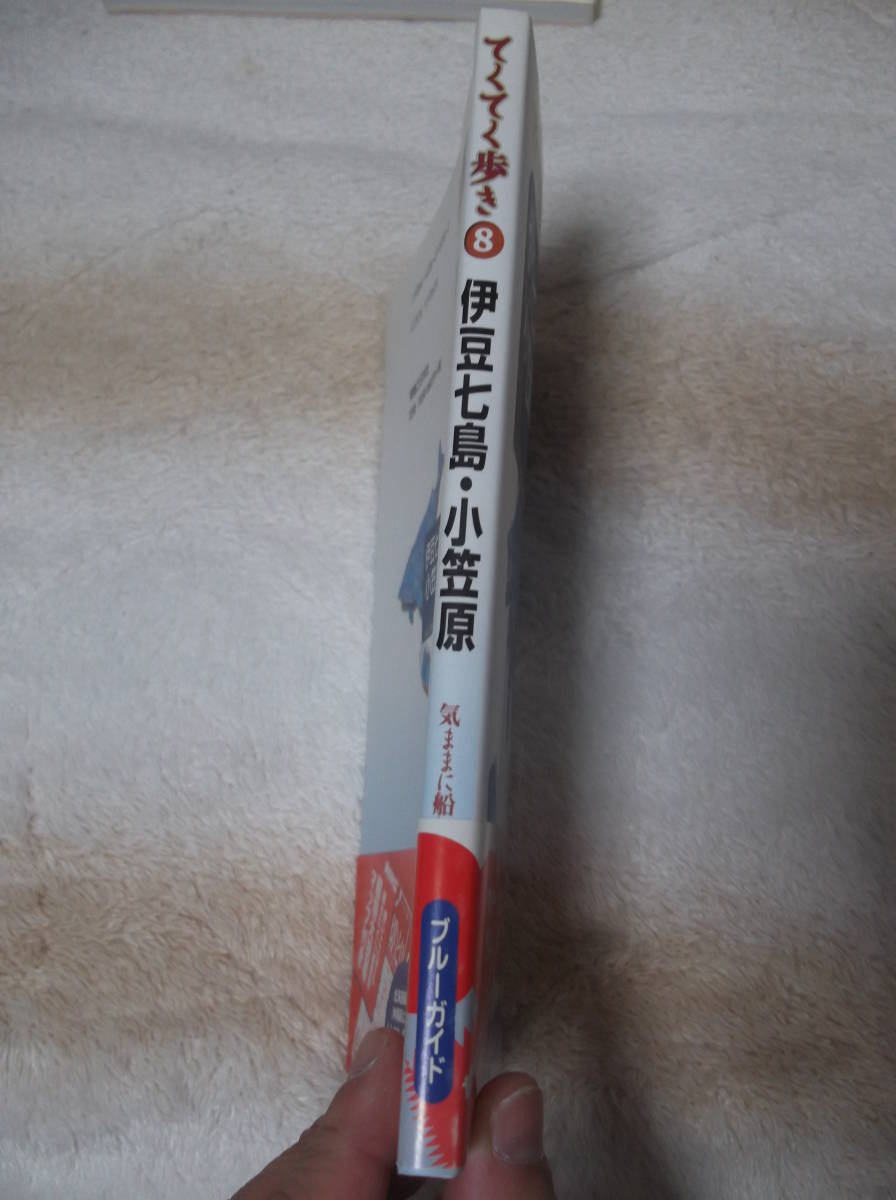 てくてく歩き
8
伊豆七島・小笠原
気ままに船
ブルーガイド